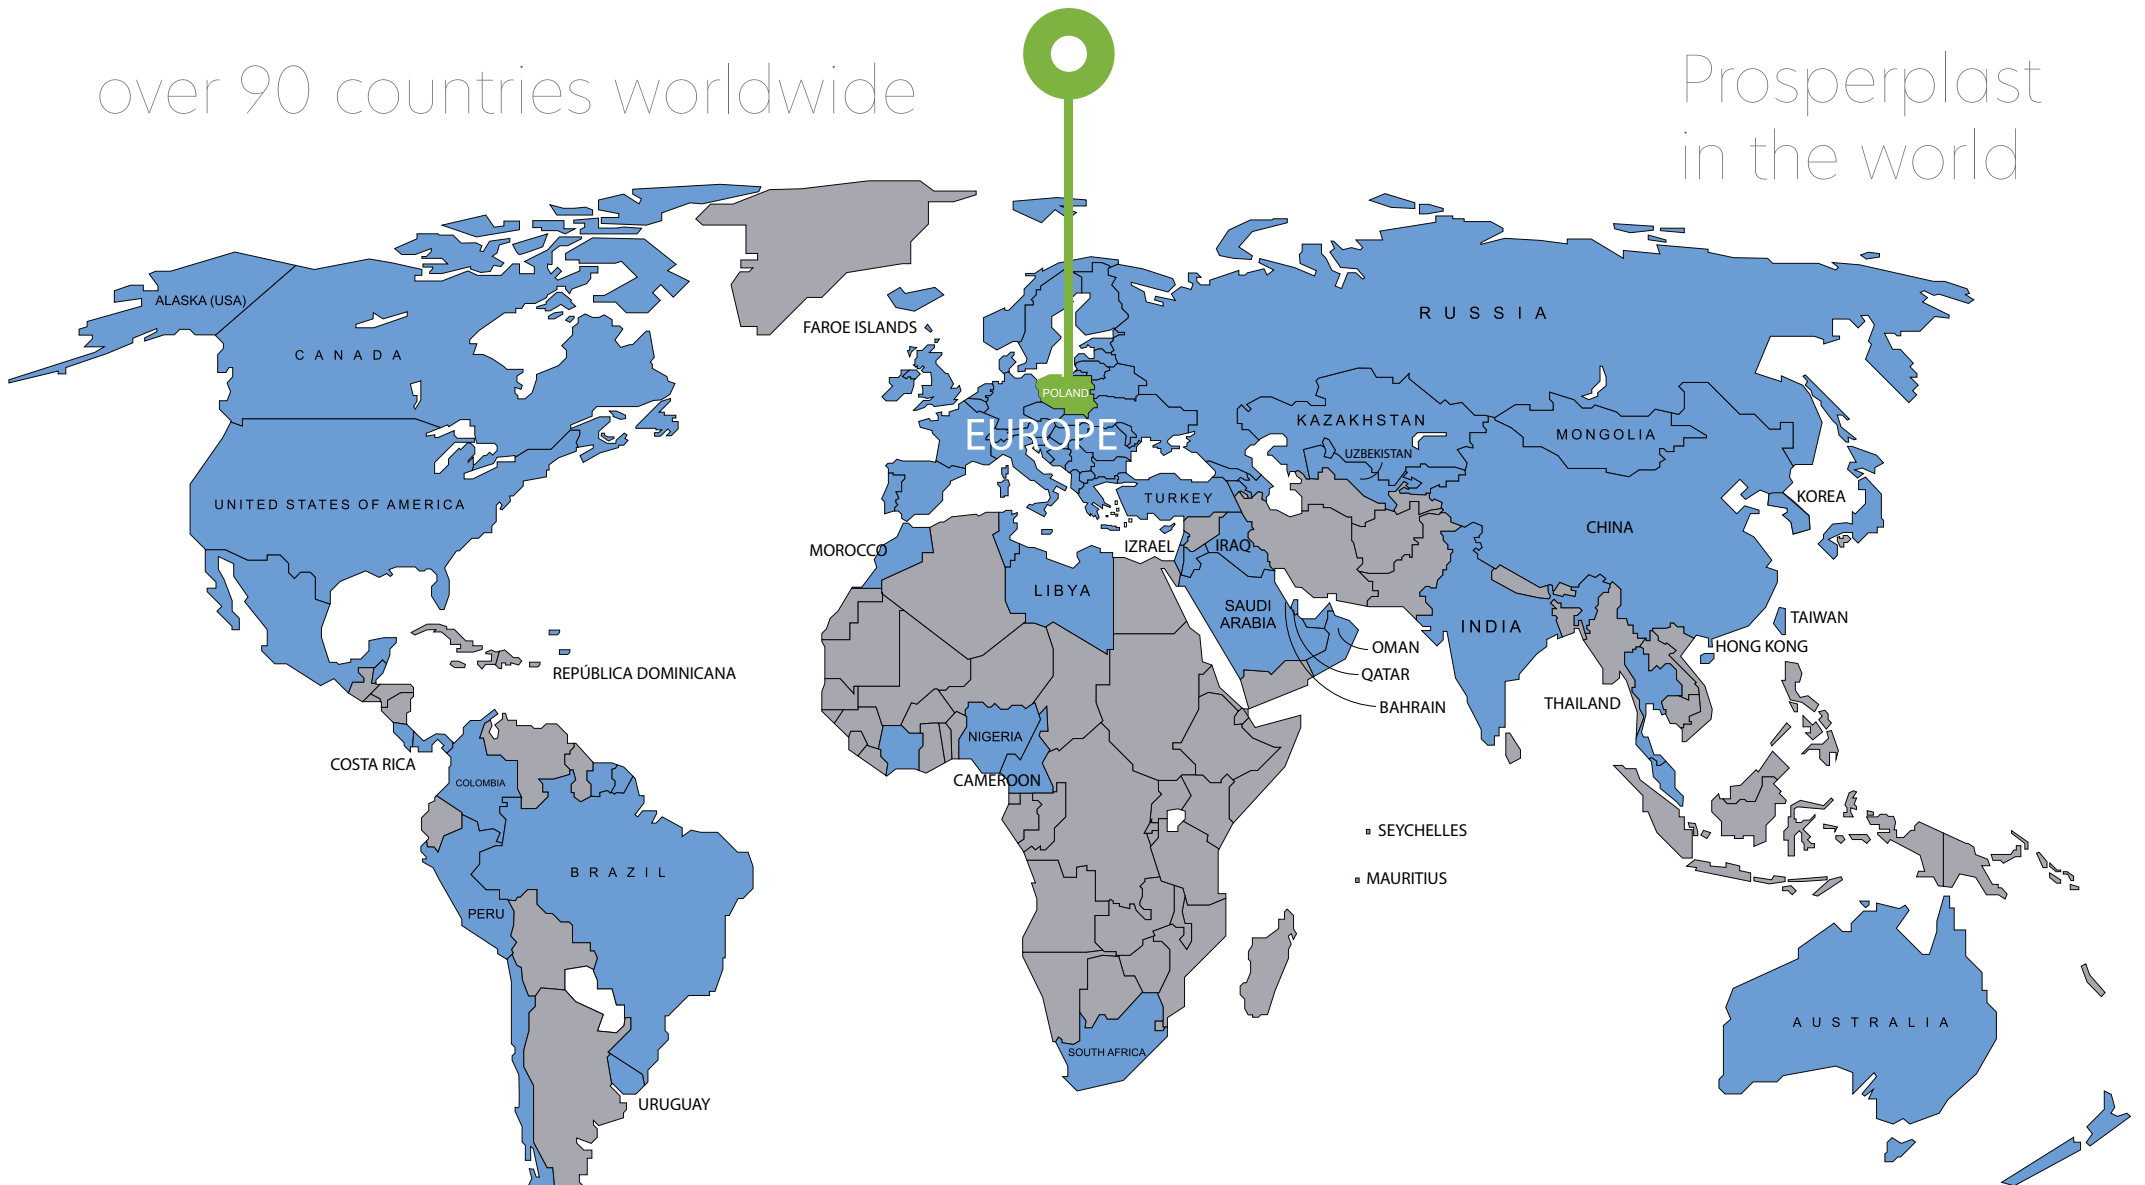 over 90 countries worldwide
Prosperplast
in the world
ALASKA (USA)
CANADA
UNITED STATES OF AMERICA
FAROE ISLANDS
RUSSIA
POLAND
EUROPE
KAZAKHSTAN
UZBEKISTAN
MONGOLIA
TURKEY
KOREA
CHINA
MOROCCO
IZRAEL
IRAQ
LIBYA
SAUDI
ARABIA
INDIA
TAIWAN
HONG KONG
OMAN
QATAR
BAHRAIN
THAILAND
REPÚBLICA DOMINICANA
COSTA RICA
COLOMBIA
NIGERIA
CAMEROON
SEYCHELLES
MAURITIUS
BRAZIL
PERU
SOUTH AFRICA
AUSTRALIA
URUGUAY